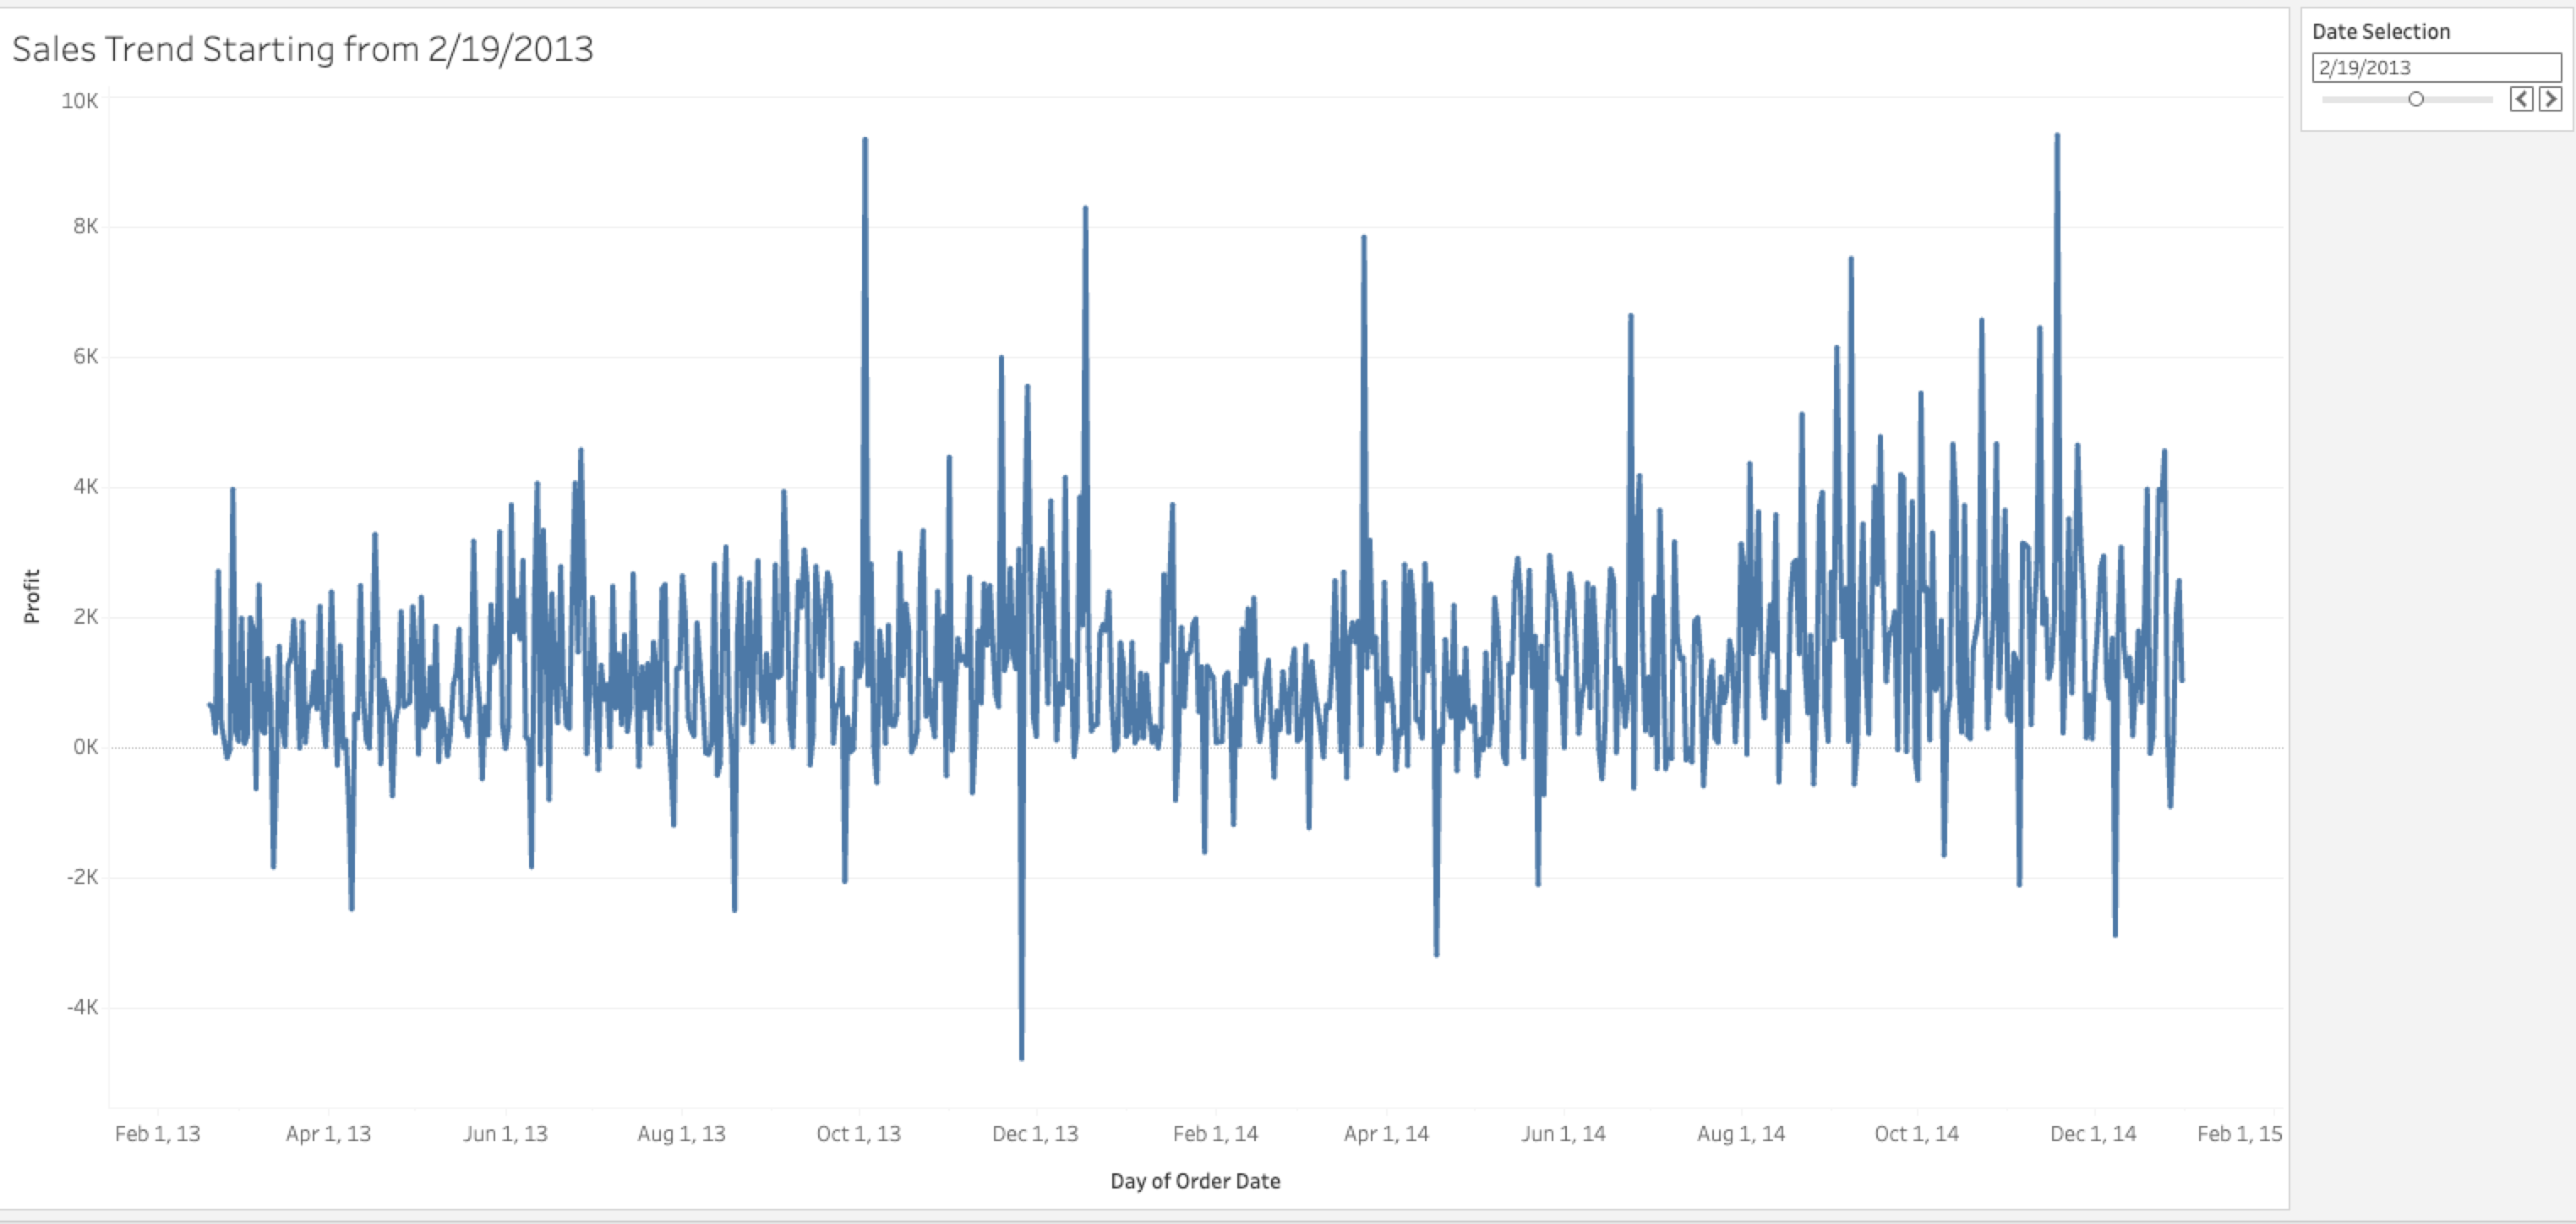 Sales Trend Starting from 2/19/2013
Date Selection
2/19/2013
10K
8K
6K
4K
2K
0K
-2K
-4K
Profit
Feb 1, 13 Apr 1, 13 Jun 1, 13 Aug 1, 13 Oct 1, 13 Dec 1, 13 Feb 1, 14 Apr 1, 14 Jun 1, 14 Aug 1, 14 Oct 1, 14 Dec 1, 14 Feb 1, 15
Day of Order Date